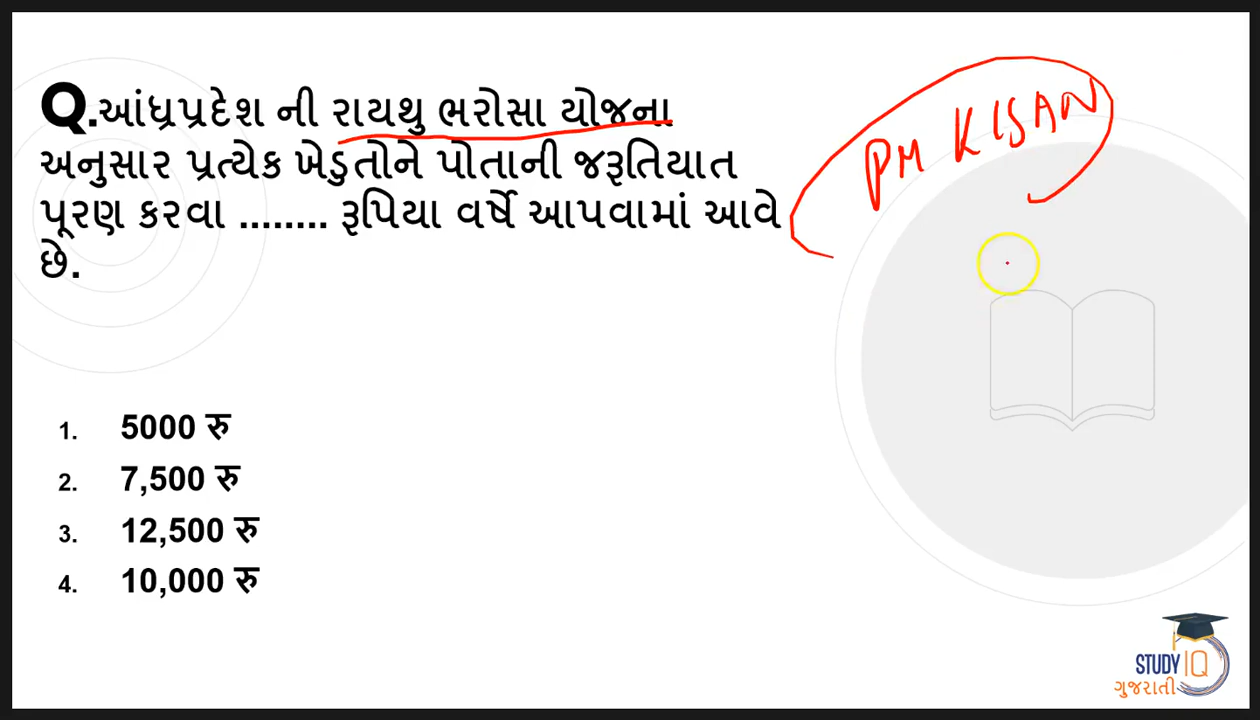 Q.આંધ્રપ્રદેશ ની રાયથુ ભરોસા યોજના
અનુસાર પ્રત્યેક ખેડુતોને પોતાની જરૂતિયાત
પૂરણ કરવા ........ રૂપિયા વર્ષે આપવામાં આવે
છે.
PM KISAN
1. 5000 રુ
2. 7,500 રુ
3. 12,500 રુ
4. 10,000 રુ
STUDY IQ
ગુજરાતી